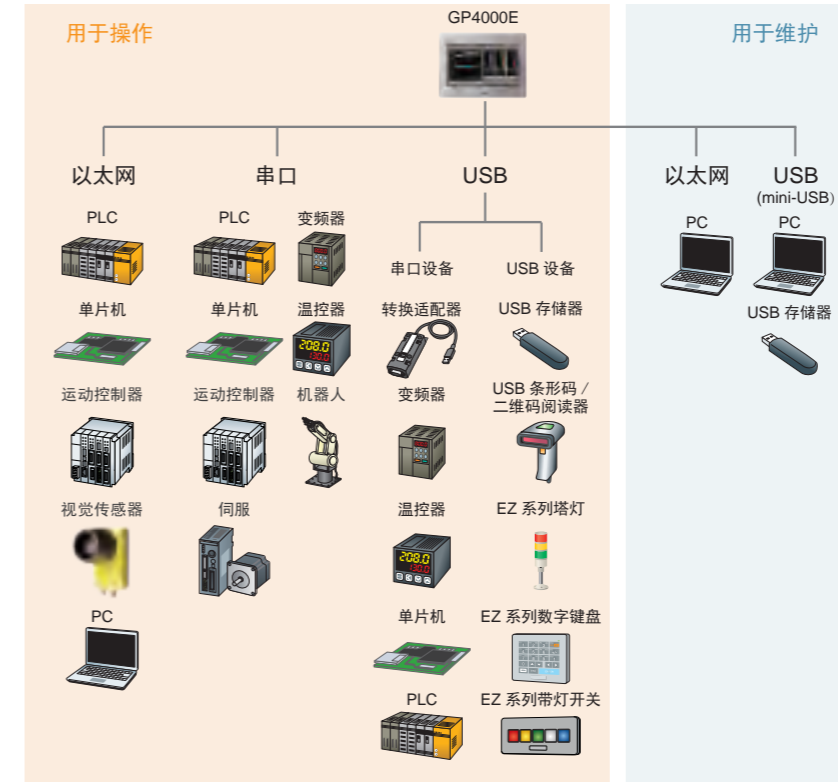 用于操作
GP4000E
用于维护
以太网
串口
USB
以太网
USB
(mini-USB)
PLC
PLC
变频器
串口设备
USB 设备
PC
PC
单片机
单片机
温控器
转换适配器
USB 存储器
USB 存储器
208.0
130.0
运动控制器
运动控制器
机器人
变频器
USB 条形码 /
二维码阅读器
视觉传感器
伺服
温控器
EZ 系列塔灯
208.0
130.0
PC
单片机
EZ 系列数字键盘
PLC
EZ 系列带灯开关